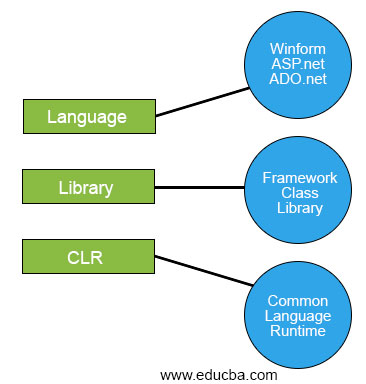 Winform
ASP.net
ADO.net
Language
Library
Framework
Class
Library
CLR
Common
Language
Runtime
www.educba.com